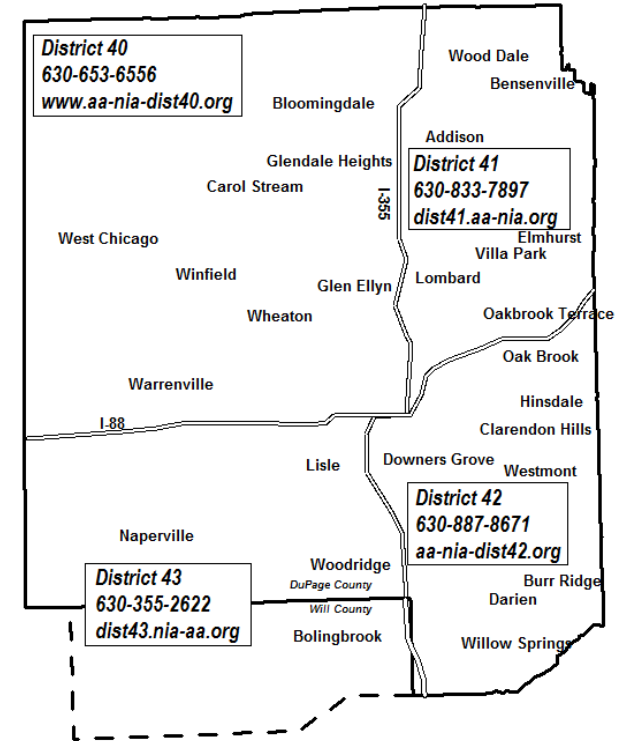 District 40
630-653-6556
www.aa-nia-dist40.org
Wood Dale
Bensenville
Bloomingdale
Addison
Glendale Heights
Carol Stream
I-355
District 41
630-833-7897
dist41.aa-nia.org
West Chicago
Elmhurst
Villa Park
Winfield
Glen Ellyn
Lombard
Wheaton
Oakbrook Terrace
Oak Brook
Warrenville
Hinsdale
I-88
Clarendon Hills
Lisle
Downers Grove
Westmont
District 42
630-887-8671
aa-nia-dist42.org
Naperville
Woodridge
DuPage County
District 43
630-355-2622
dist43.nia-aa.org
Burr Ridge
Darien
Will County
Bolingbrook
Willow Springs